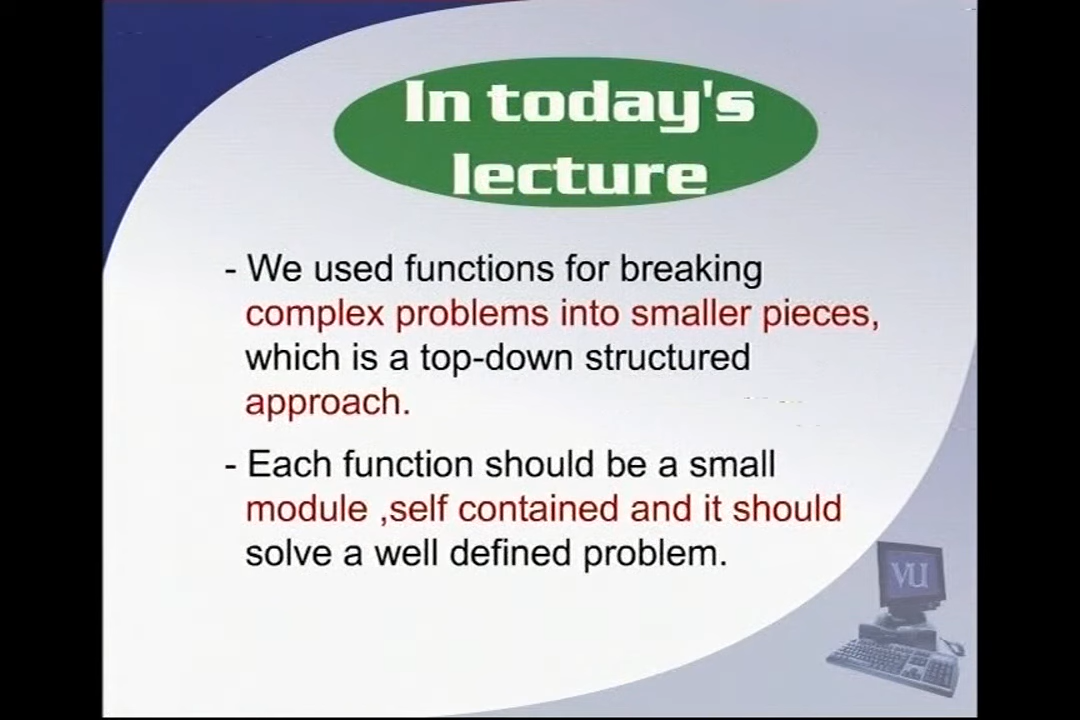 In today's
lecture
- We used functions for breaking
complex problems into smaller pieces,
which is a top-down structured
approach.
- Each function should be a small
module ,self contained and it should
solve a well defined problem.
VU